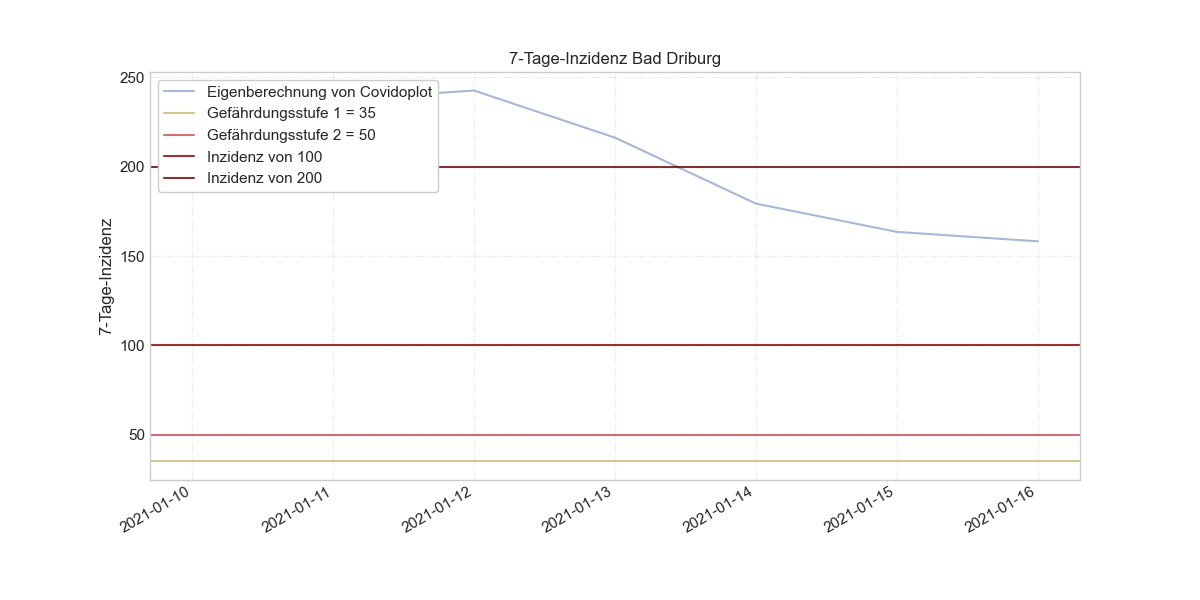 7-Tage-Inzidenz Bad Driburg
Eigenberechnung von Covidoplot
Gefährdungsstufe 1 = 35
Gefährdungsstufe 2 = 50
Inzidenz von 100
Inzidenz von 200
7-Tage-Inzidenz
250
200
150
100
50
2021-01-10
2021-01-11
2021-01-12
2021-01-13
2021-01-14
2021-01-15
2021-01-16